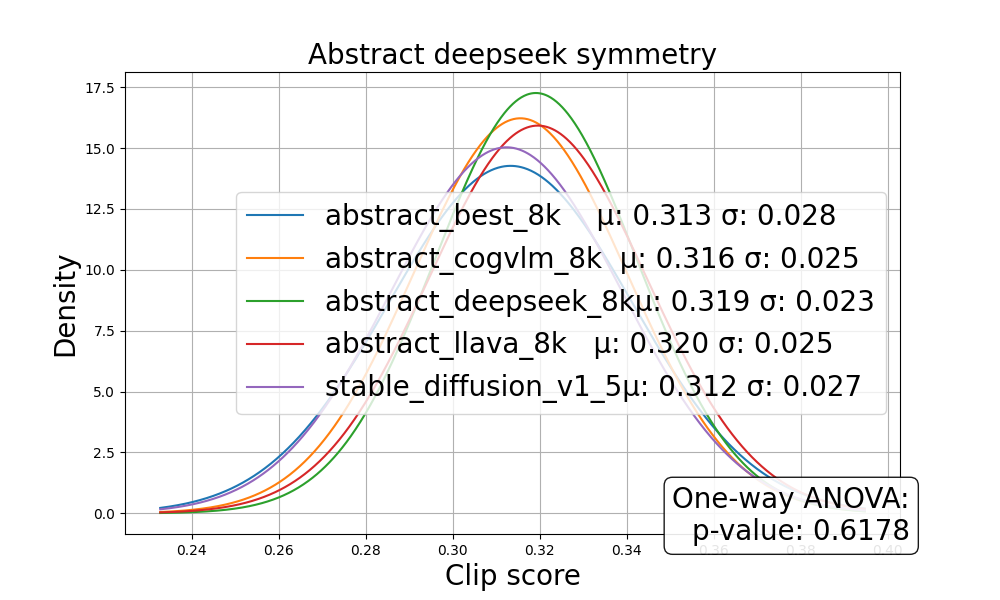 Abstract deepseek symmetry
17.5
15.0
12.5
10.0
7.5
5.0
2.5
0.0
Density
abstract_best_8k μ: 0.313 σ: 0.028
abstract_cogvlm_8k μ: 0.316 σ: 0.025
abstract_deepseek_8kμ: 0.319 σ: 0.023
abstract_llava_8k μ: 0.320 σ: 0.025
stable_diffusion_v1_5μ: 0.312 σ: 0.027
One-way ANOVA:
p-value: 0.6178
0.24 0.26 0.28 0.30 0.32 0.34 0.36 0.38 0.40
Clip score